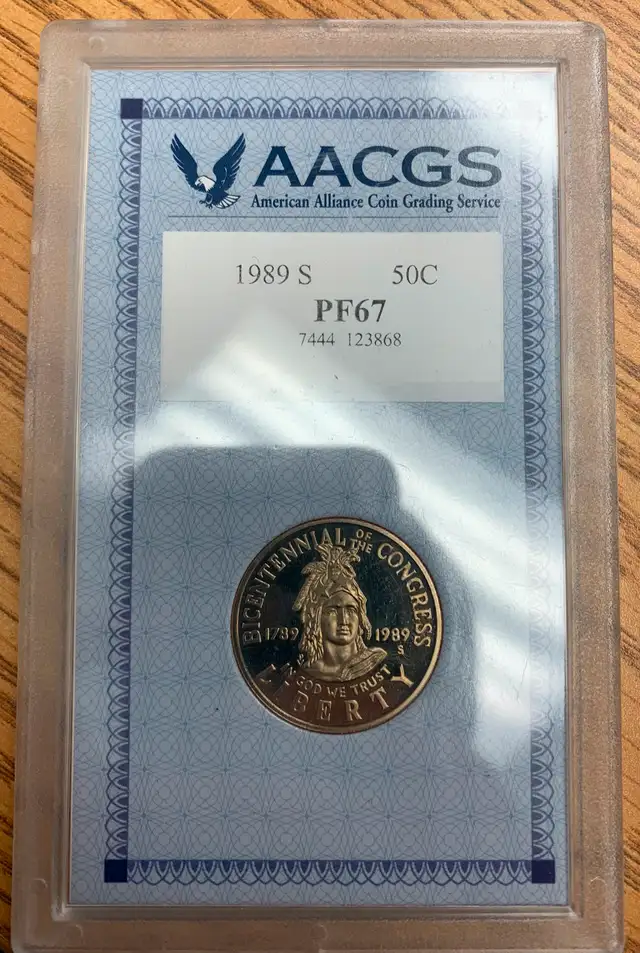 AACGS
American Alliance Coin Grading Service
1989 S 50C
PF67
7444 123868
BICENTENNIAL OF THE CONGRESS
1789 1989
S
IN GOD WE TRUST
LIBERTY